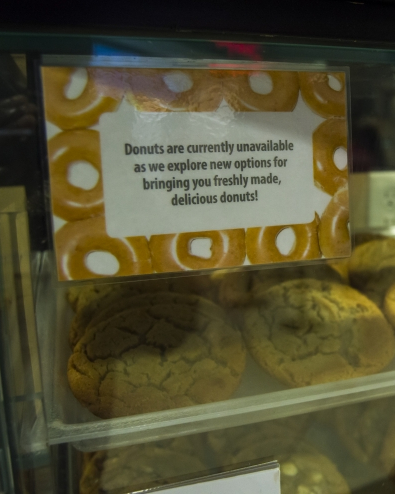 Donuts are currently unavailable
as we explore new options for
bringing you freshly made,
delicious donuts!